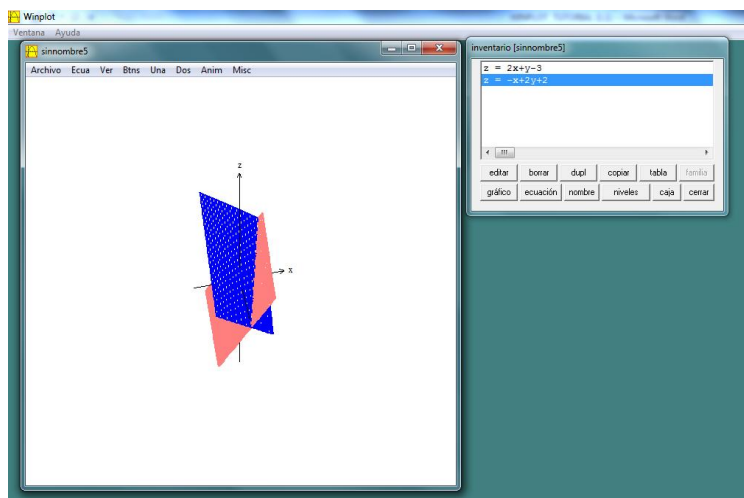 Winplot
Ventana Ayuda
sinnombre5
Archivo Ecua Ver Btns Una Dos Anim Misc
z
x
inventario [sinnombre5]
z = 2x+y-3
z = -x+2y+2
editar borrar dupl copiar tabla familia
gráfico ecuación nombre niveles caja cerrar